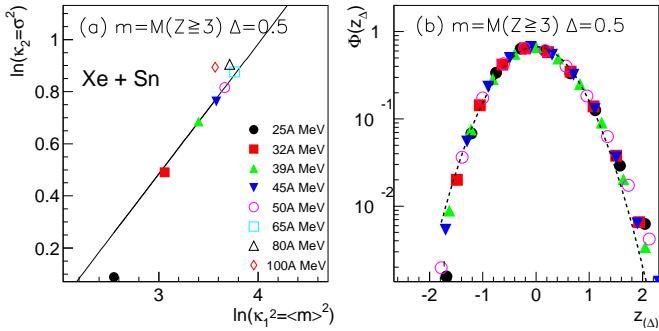 (a) m=M(Z≧3) Δ=0.5
ln(κ₂=σ²)
1
0.8
0.6
0.4
0.2
Xe + Sn
25A MeV
32A MeV
39A MeV
45A MeV
50A MeV
65A MeV
80A MeV
100A MeV
3
4
ln(κ₁²=<m>²)
(b) m=M(Z≧3) Δ=0.5
Φ(z_Δ)
1
10⁻¹
10⁻²
-2
-1
0
1
2
z_(Δ)